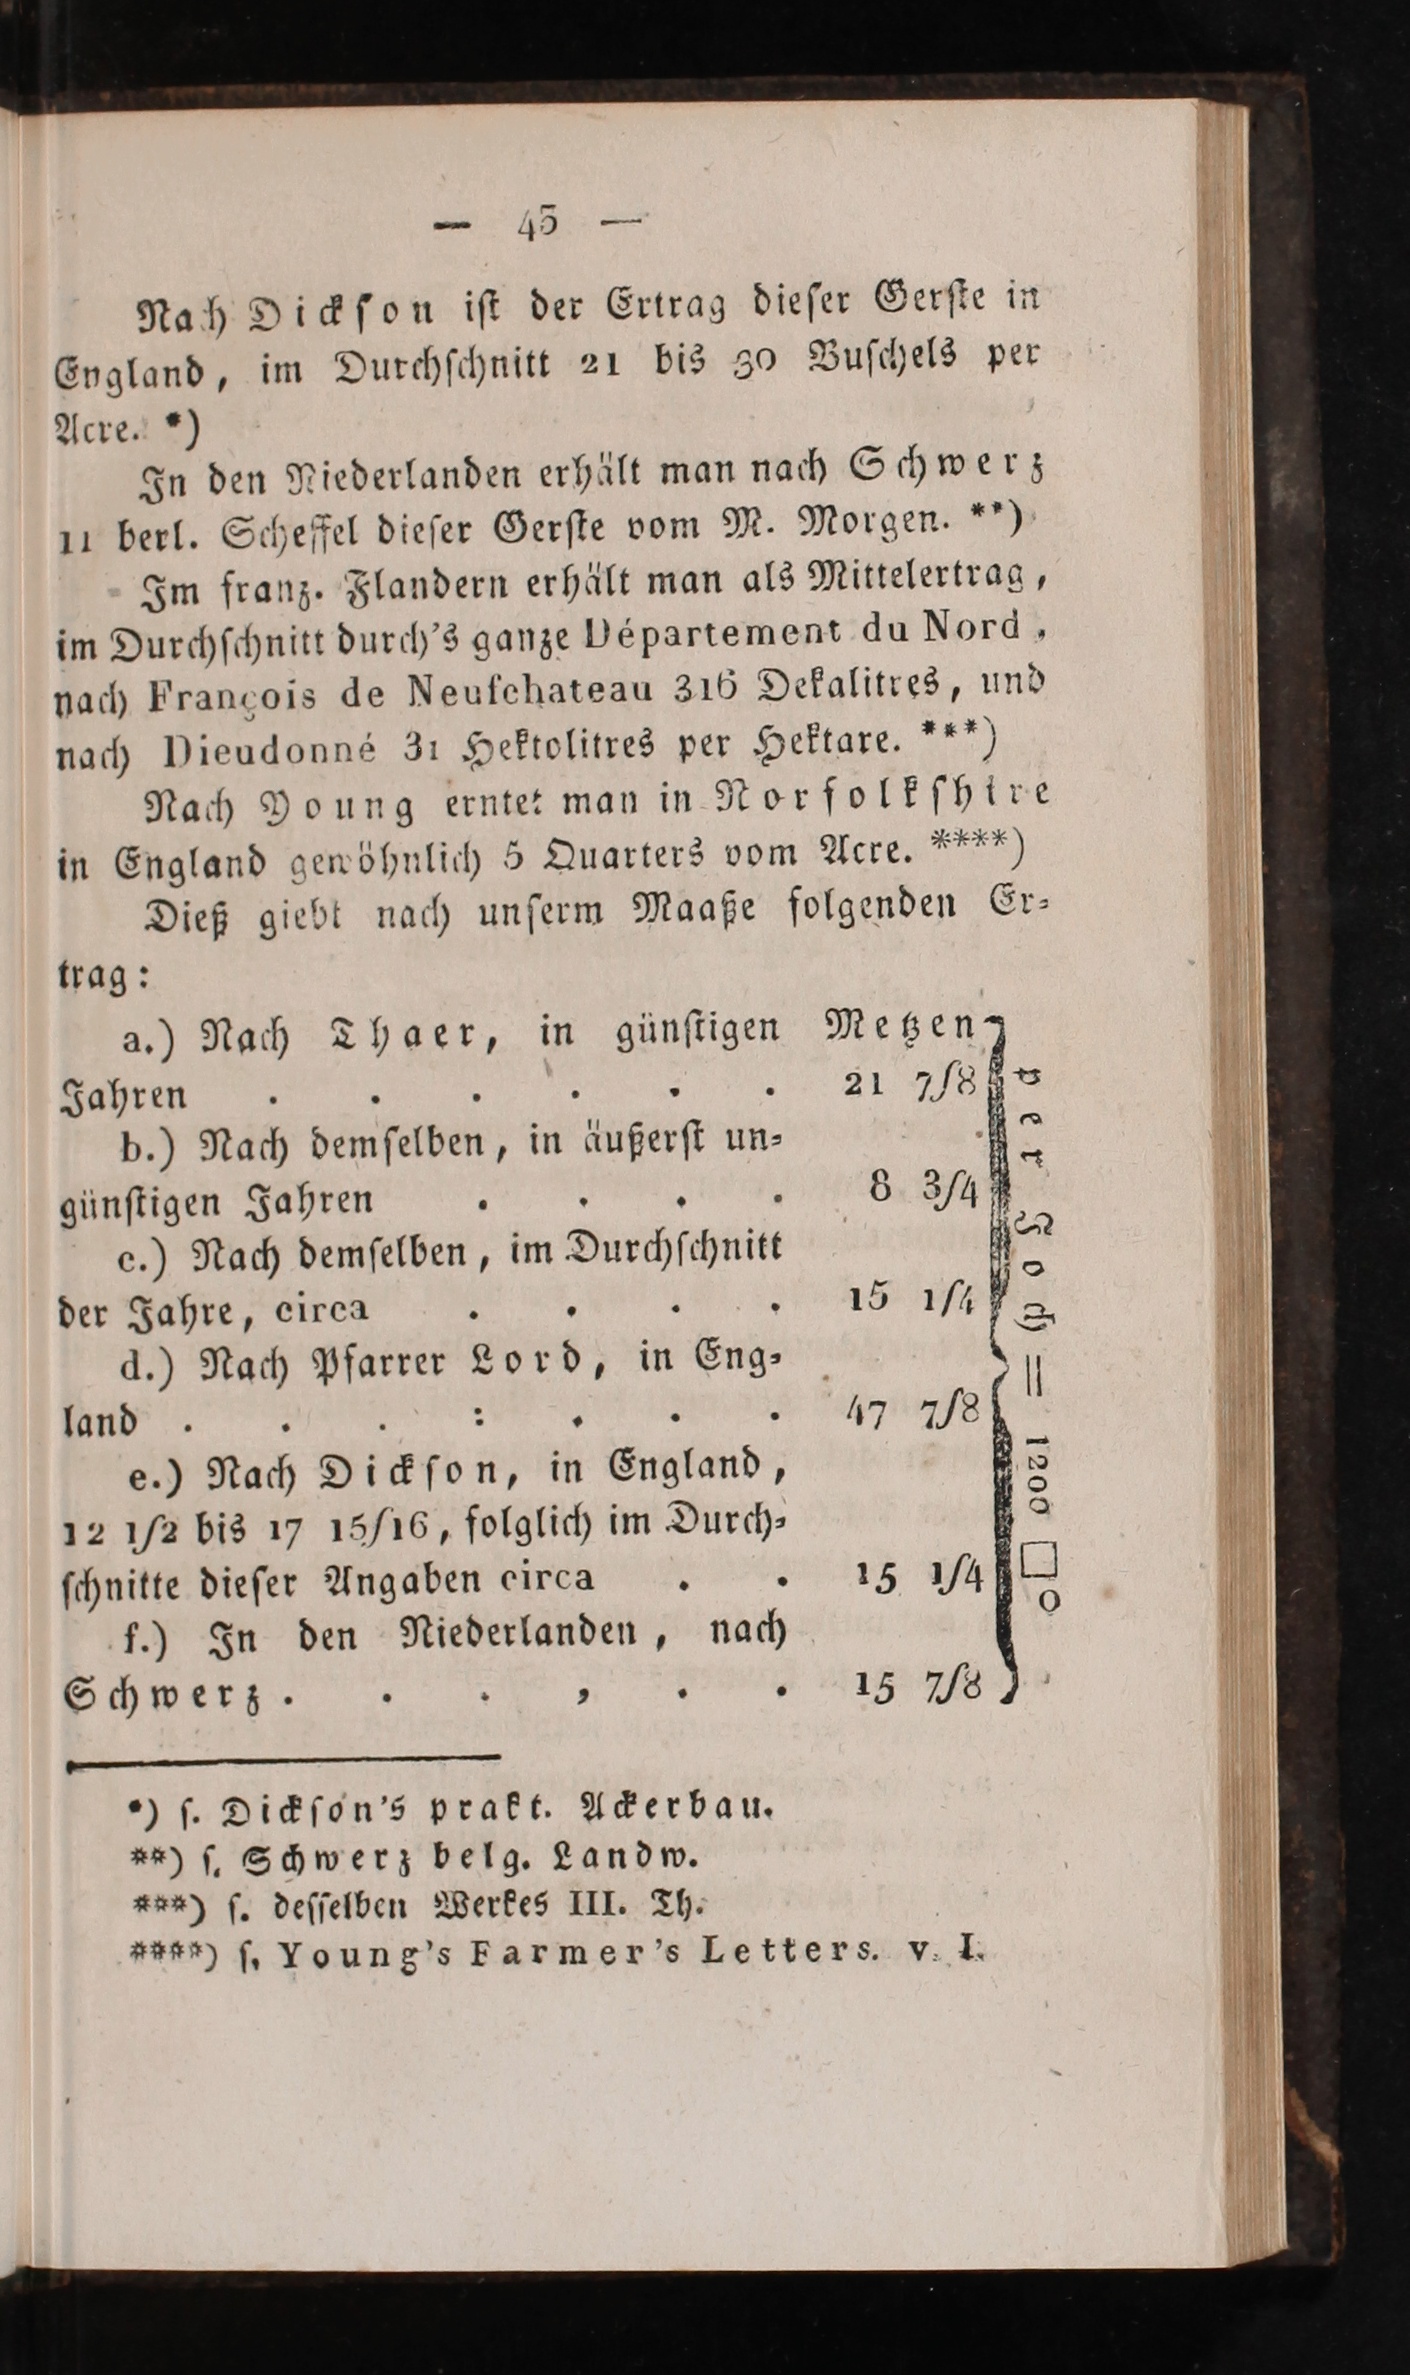 — 45 —
Nach Dickson ist der Ertrag dieser Gerste in
England, im Durchschnitt 21 bis 30 Buschels per
Acre. *)
In den Niederlanden erhält man nach Schwerz
11 berl. Scheffel dieser Gerste vom M. Morgen. **)
Im franz. Flandern erhält man als Mittelertrag,
im Durchschnitt durch's ganze Département du Nord,
nach François de Neufchateau 316 Dekalitres, und
nach Dieudonné 31 Hektolitres per Hektare. ***)
Nach Young erntet man in Norfolkshire
in England gewöhnlich 5 Quarters vom Acre. ****)
Dieß giebt nach unserm Maaße folgenden Er-
trag:
a.) Nach Thaer, in günstigen Metzen
Jahren . . . . . . 21 7/8
b.) Nach demselben, in äußerst un-
günstigen Jahren . . . . 8 3/4
c.) Nach demselben, im Durchschnitt
der Jahre, circa . . . . 15 1/4
d.) Nach Pfarrer Lord, in Eng-
land . . . : . . . 47 7/8
e.) Nach Dickson, in England,
12 1/2 bis 17 15/16, folglich im Durch-
schnitte dieser Angaben circa . . 15 1/4
f.) In den Niederlanden, nach
Schwerz . . . , . . 15 7/8
per Joch = 1200 □°
*) s. Dickson's prakt. Ackerbau.
**) s. Schwerz belg. Landw.
***) s. desselben Werkes III. Th.
****) s. Young's Farmer's Letters. v. I.